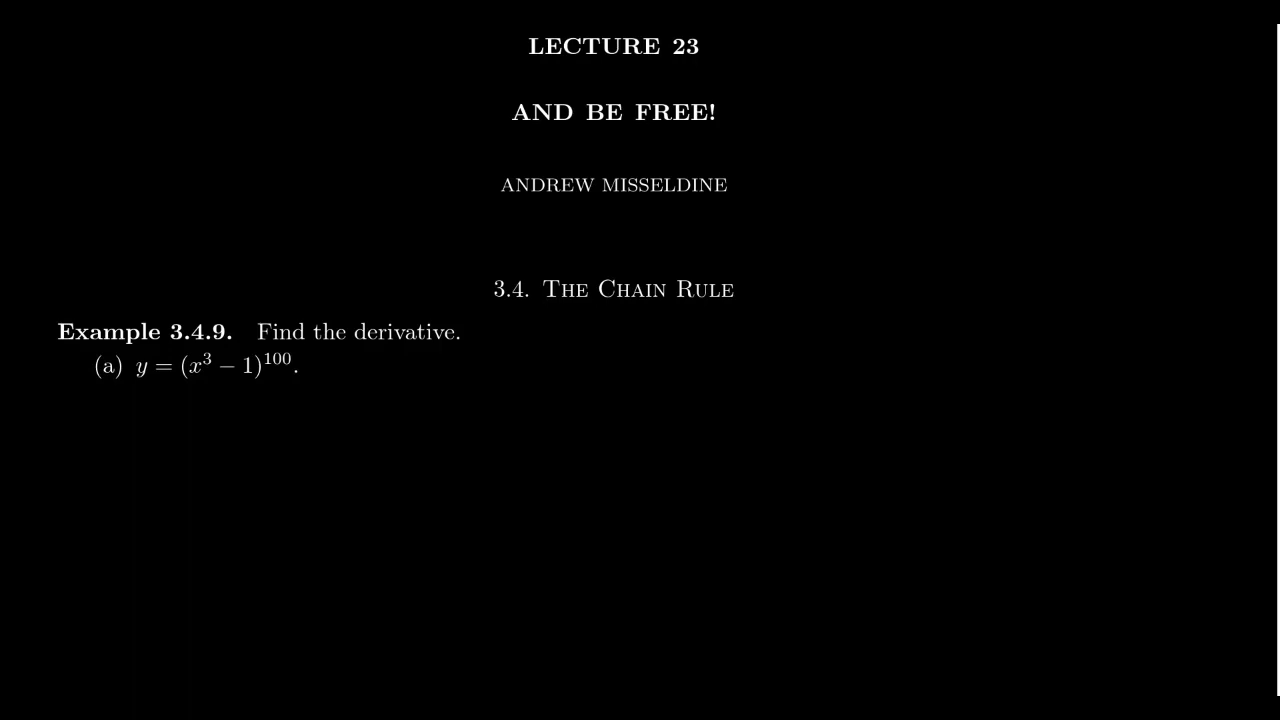 LECTURE 23
AND BE FREE!
ANDREW MISSELDINE
3.4. THE CHAIN RULE
Example 3.4.9. Find the derivative.
(a) y = (x³ − 1)¹⁰⁰.